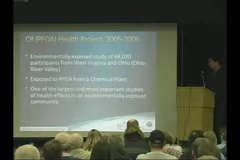 C8 (PFOA) Health Project: 2005-2006
Environmentally exposed study of 69,030
participants from West Virginia and Ohio (Ohio
River Valley)
Exposed to PFOA from a Chemical Plant
One of the largest and most important studies
of health effects in an environmentally exposed
community